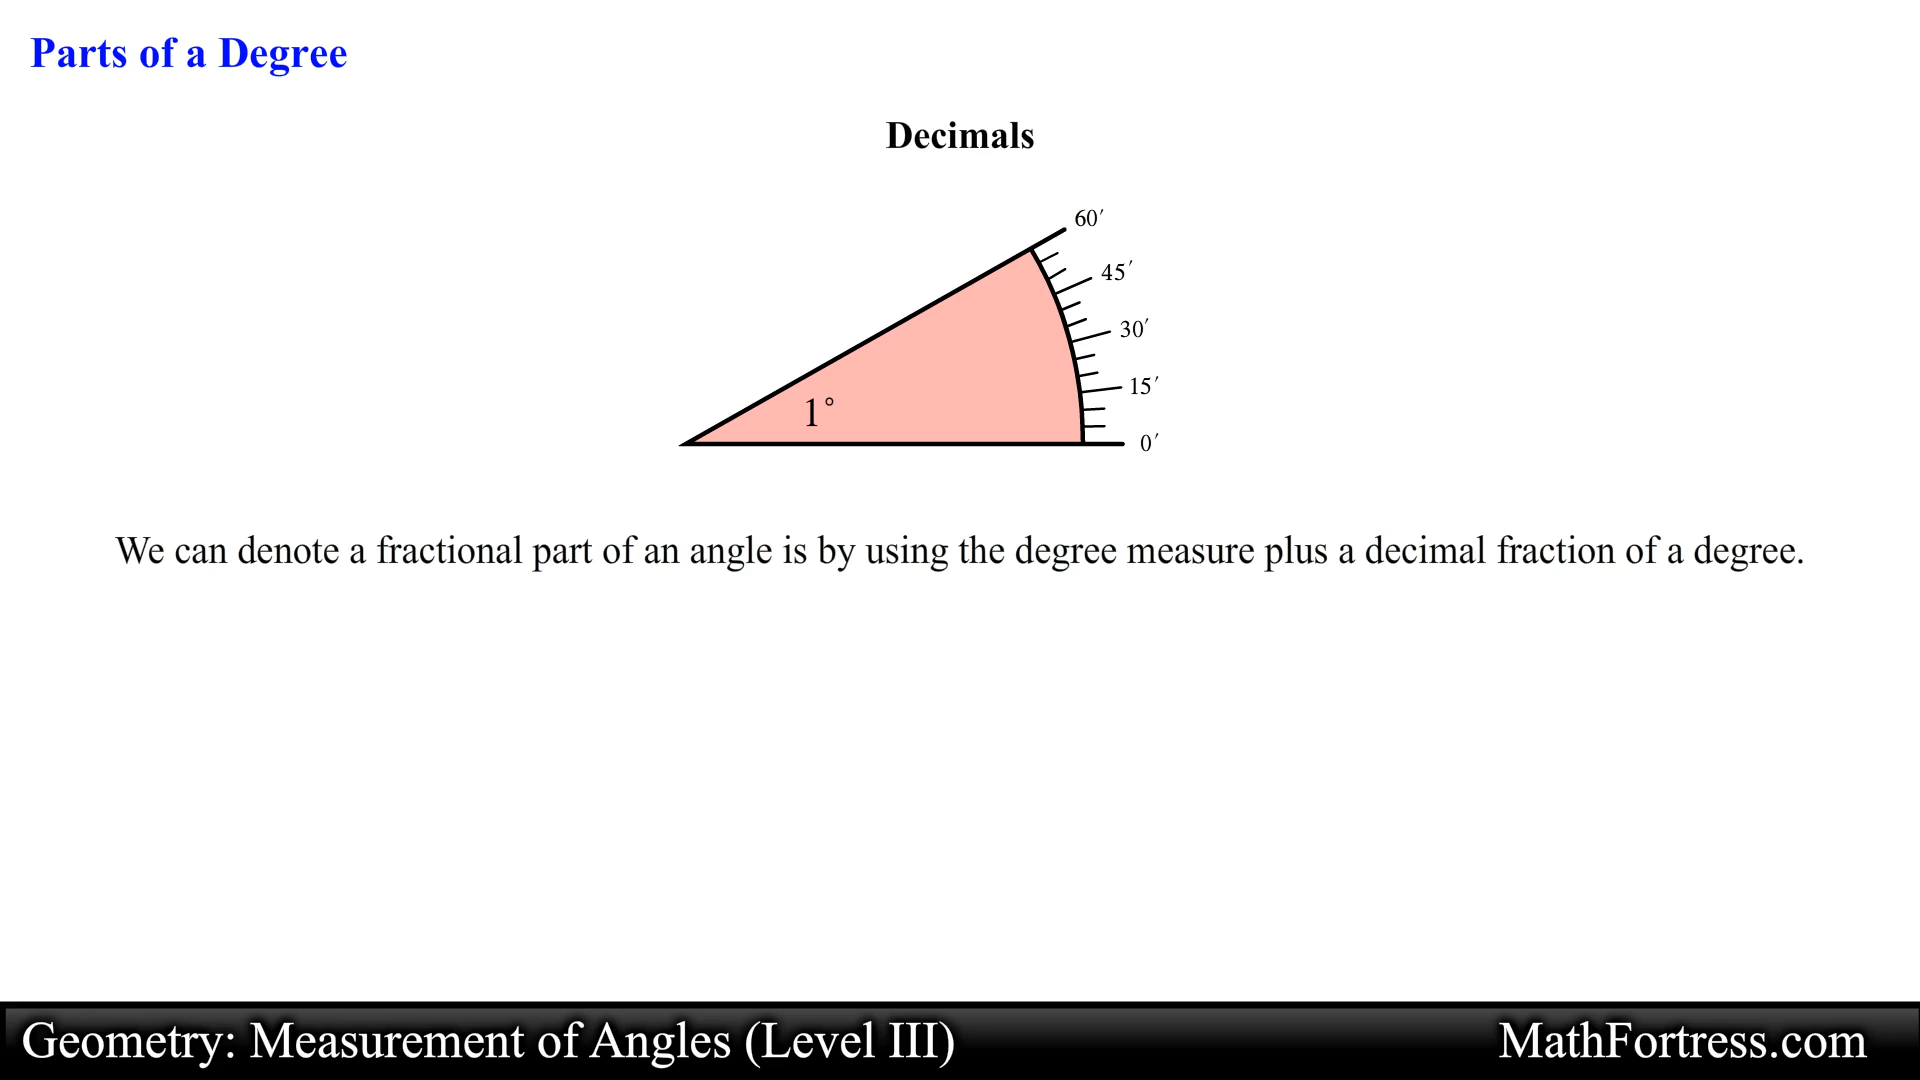 Parts of a Degree
Decimals
60′
45′
30′
15′
1°
0′
We can denote a fractional part of an angle is by using the degree measure plus a decimal fraction of a degree.
Geometry: Measurement of Angles (Level III)
MathFortress.com